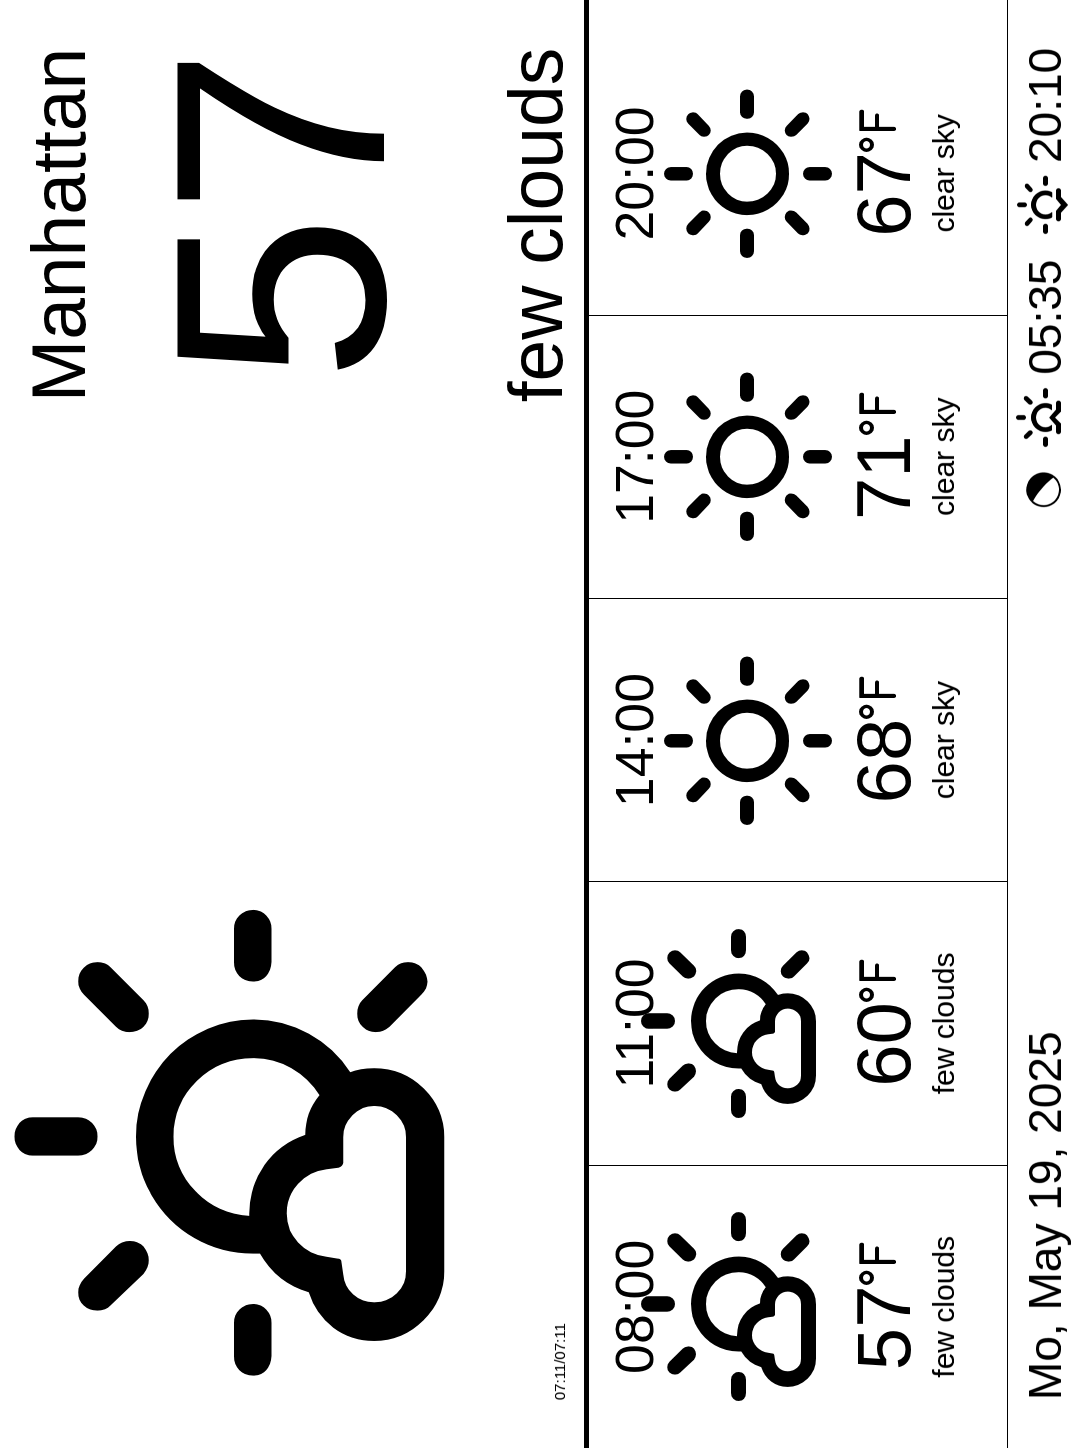 Manhattan
57
few clouds
07:11/07:11
08:00
57°F
few clouds
11:00
60°F
few clouds
14:00
68°F
clear sky
17:00
71°F
clear sky
20:00
67°F
clear sky
Mo, May 19, 2025
05:35
20:10